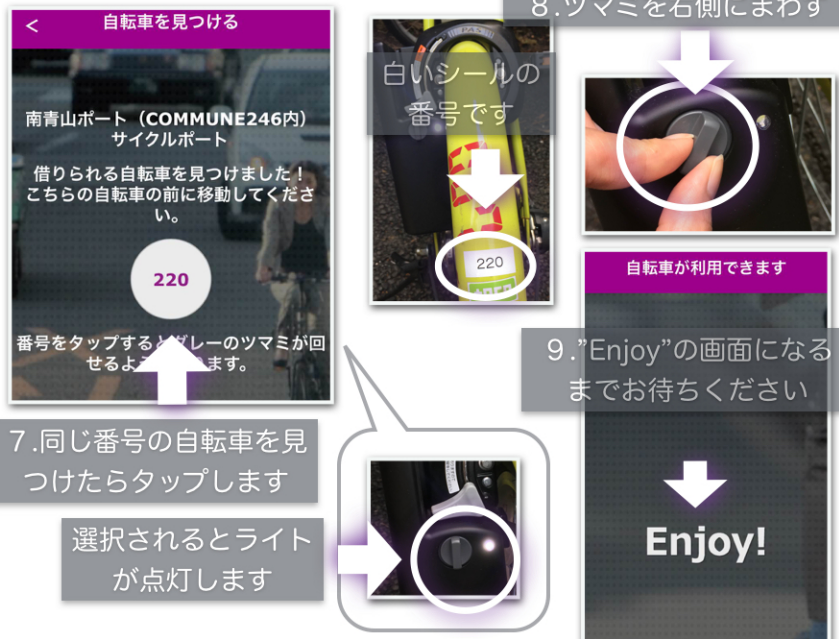 <
自転車を見つける
南青山ポート（COMMUNE246内）
サイクルポート
借りられる自転車を見つけました！
こちらの自転車の前に移動してくださ
い。
220
番号をタップするとグレーのツマミが回
せるよ
ます。
7.同じ番号の自転車を見
つけたらタップします
選択されるとライト
が点灯します
白いシールの
番号です
220
8.ツマミを右側にまわす
自転車が利用できます
9.”Enjoy”の画面になる
までお待ちください
Enjoy!
PAS